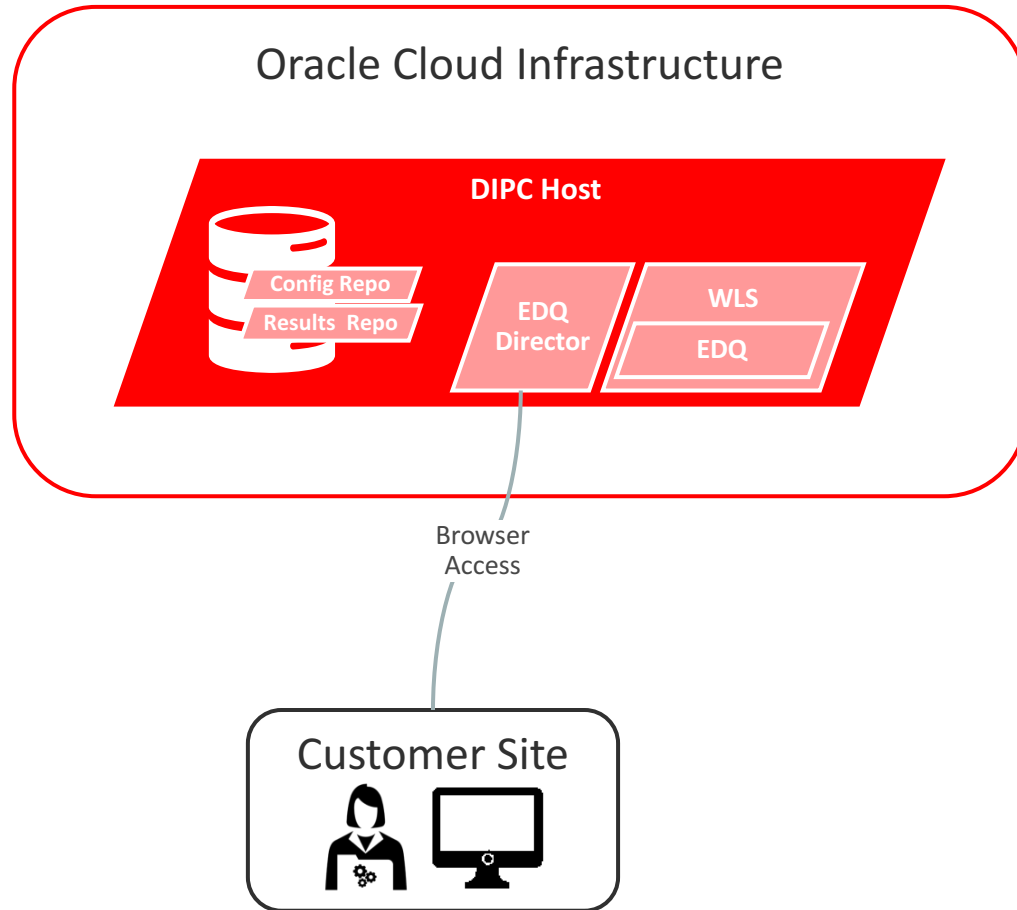 Oracle Cloud Infrastructure
DIPC Host
Config Repo
Results Repo
EDQ
Director
WLS
EDQ
Browser
Access
Customer Site